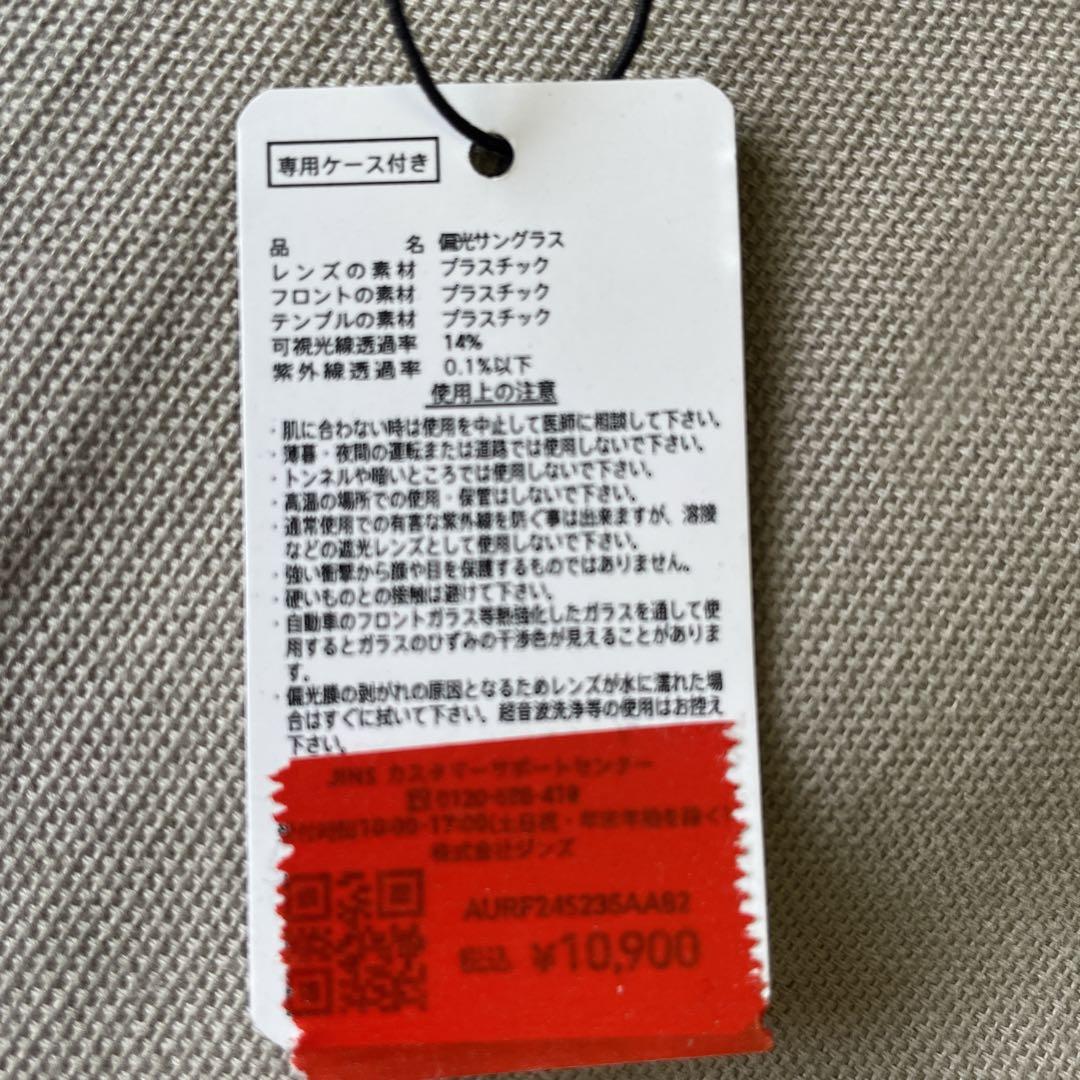 専用ケース付き
品名 偏光サングラス
レンズの素材 プラスチック
フロントの素材 プラスチック
テンプルの素材 プラスチック
可視光線透過率 14%
紫外線透過率 0.1%以下
使用上の注意
・肌に合わない時は使用を中止して医師に相談して下さい。
・薄暮・夜間の運転または道路では使用しないで下さい。
・トンネルや暗いところでは使用しないで下さい。
・高温の場所での使用・保管はしないで下さい。
・通常使用での有害な紫外線を防ぐ事は出来ますが、溶接
などの遮光レンズとして使用しないで下さい。
・強い衝撃から顔や目を保護するものではありません。
・硬いものとの接触は避けて下さい。
・自動車のフロントガラス等熱強化したガラスを通して使
用するとガラスのひずみの干渉色が見えることがありま
す。
・偏光膜の剥がれの原因となるためレンズが水に濡れた場
合はすぐに拭いて下さい。超音波洗浄等の使用はお控え
下さい。
JINS カスタマーサポートセンター
10:00-17:00(土日祝・年末年始を除く)
株式会社ジンズ
税込 ¥10,900